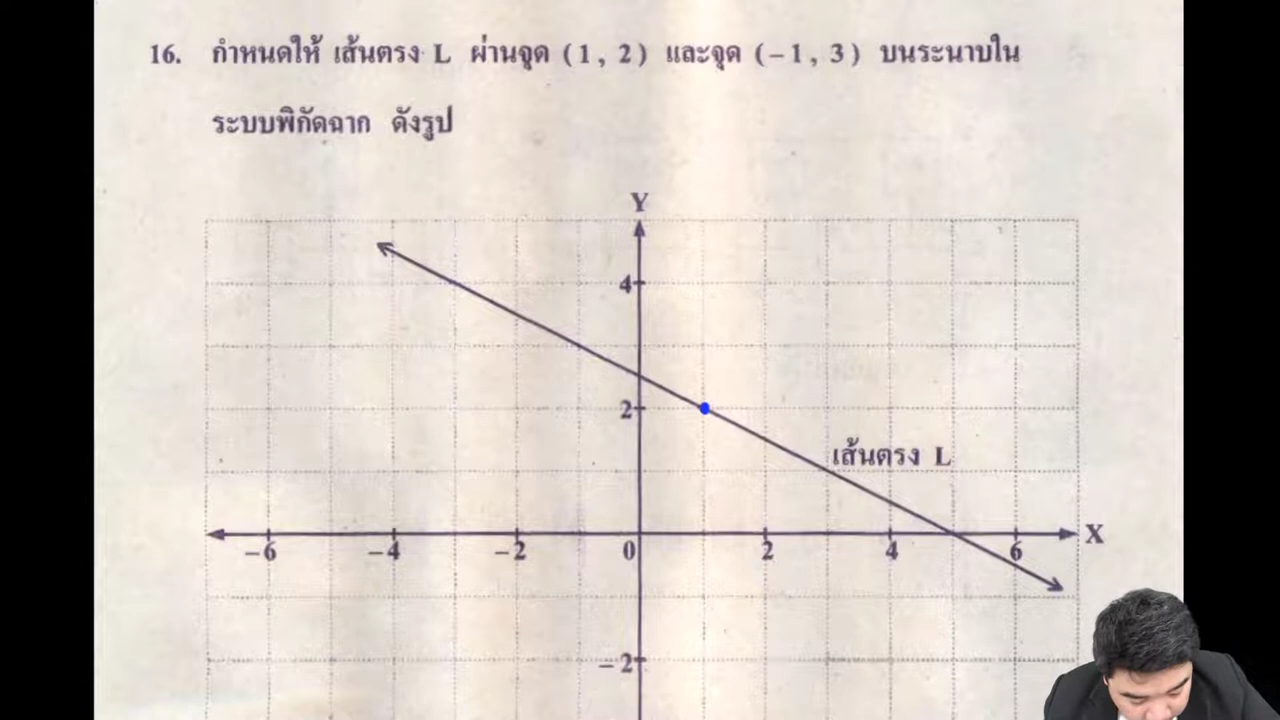 16. กำหนดให้ เส้นตรง L ผ่านจุด (1, 2) และจุด (-1, 3) บนระนาบใน
ระบบพิกัดฉาก ดังรูป
Y
4
2
เส้นตรง L
-6 -4 -2 0 2 4 6 X
-2